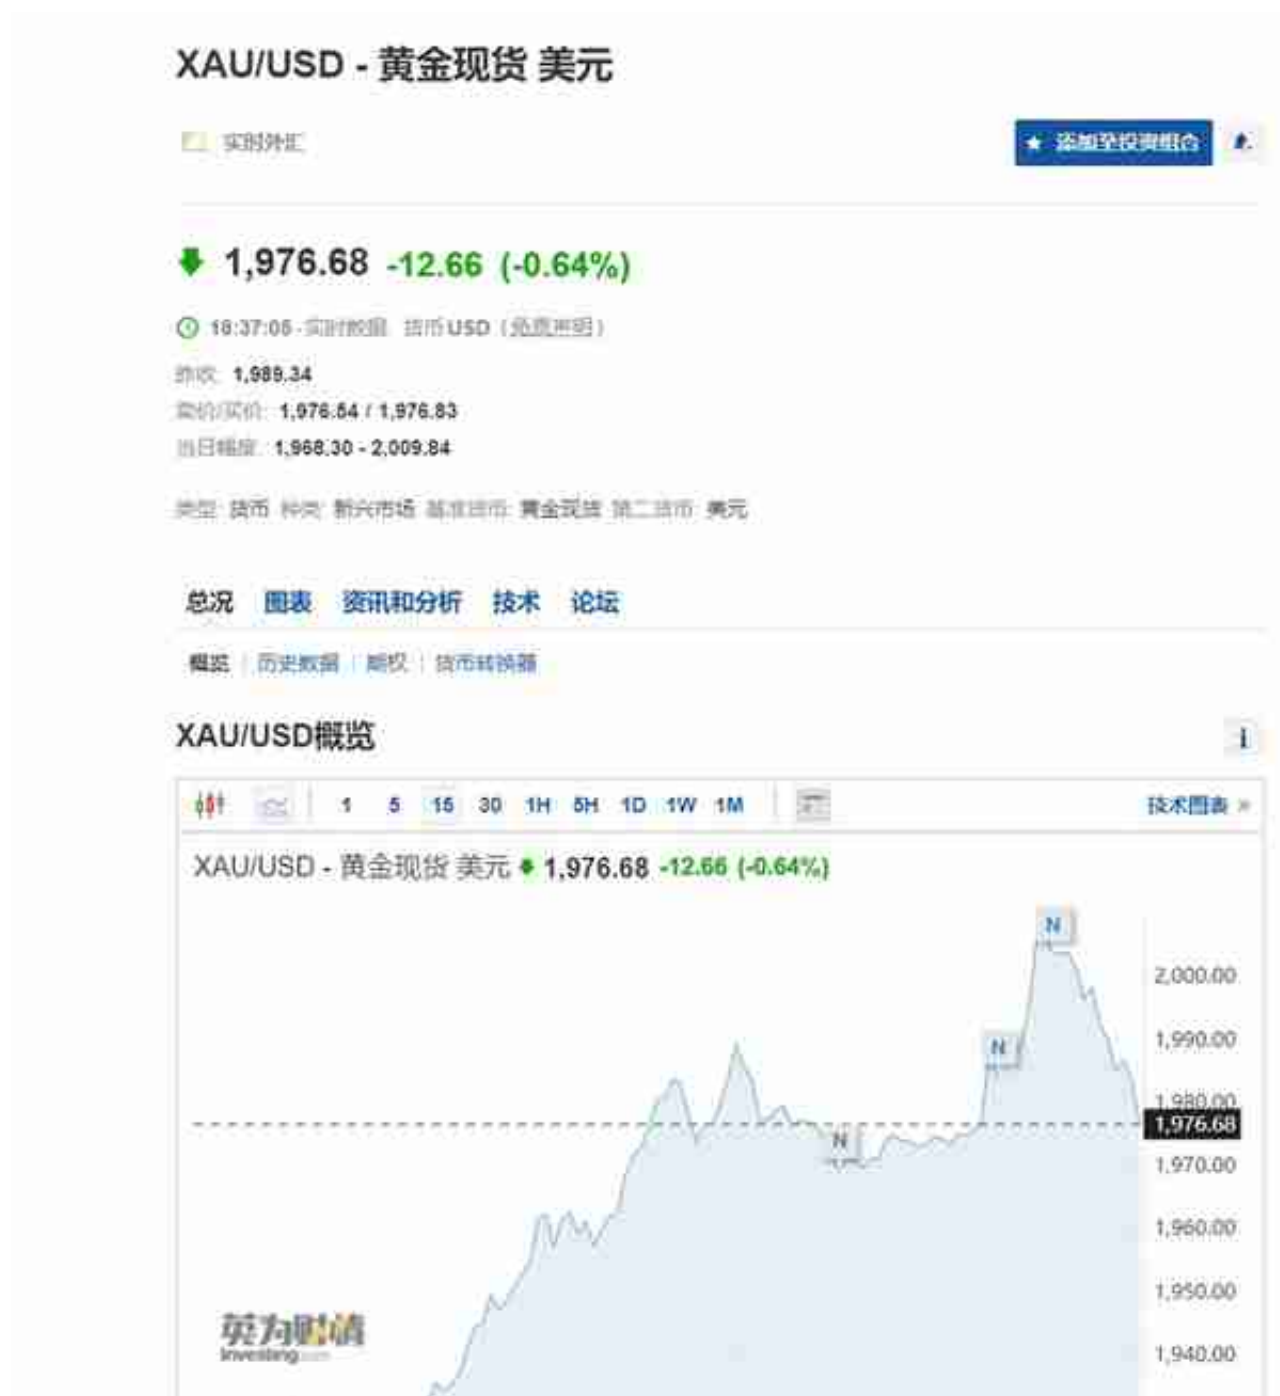 XAU/USD - 黄金现货 美元
实时外汇
★ 添加至投资组合
1,976.68 -12.66 (-0.64%)
18:37:05 - 实时数据. 货币 USD ( 免责声明 )
昨收: 1,989.34
卖价/买价: 1,976.54 / 1,976.83
当日幅度: 1,968.30 - 2,009.84
类型: 货币 种类: 新兴市场 基准货币: 黄金现货 第二货币: 美元
总况 图表 资讯和分析 技术 论坛
概览 | 历史数据 | 期权 | 货币转换器
XAU/USD概览
i
1 5 15 30 1H 5H 1D 1W 1M 技术图表 »
XAU/USD - 黄金现货 美元 1,976.68 -12.66 (-0.64%)
N
2,000.00
1,990.00
N
1,980.00
1,976.68
N
1,970.00
1,960.00
1,950.00
英为财情
Investing.com
1,940.00